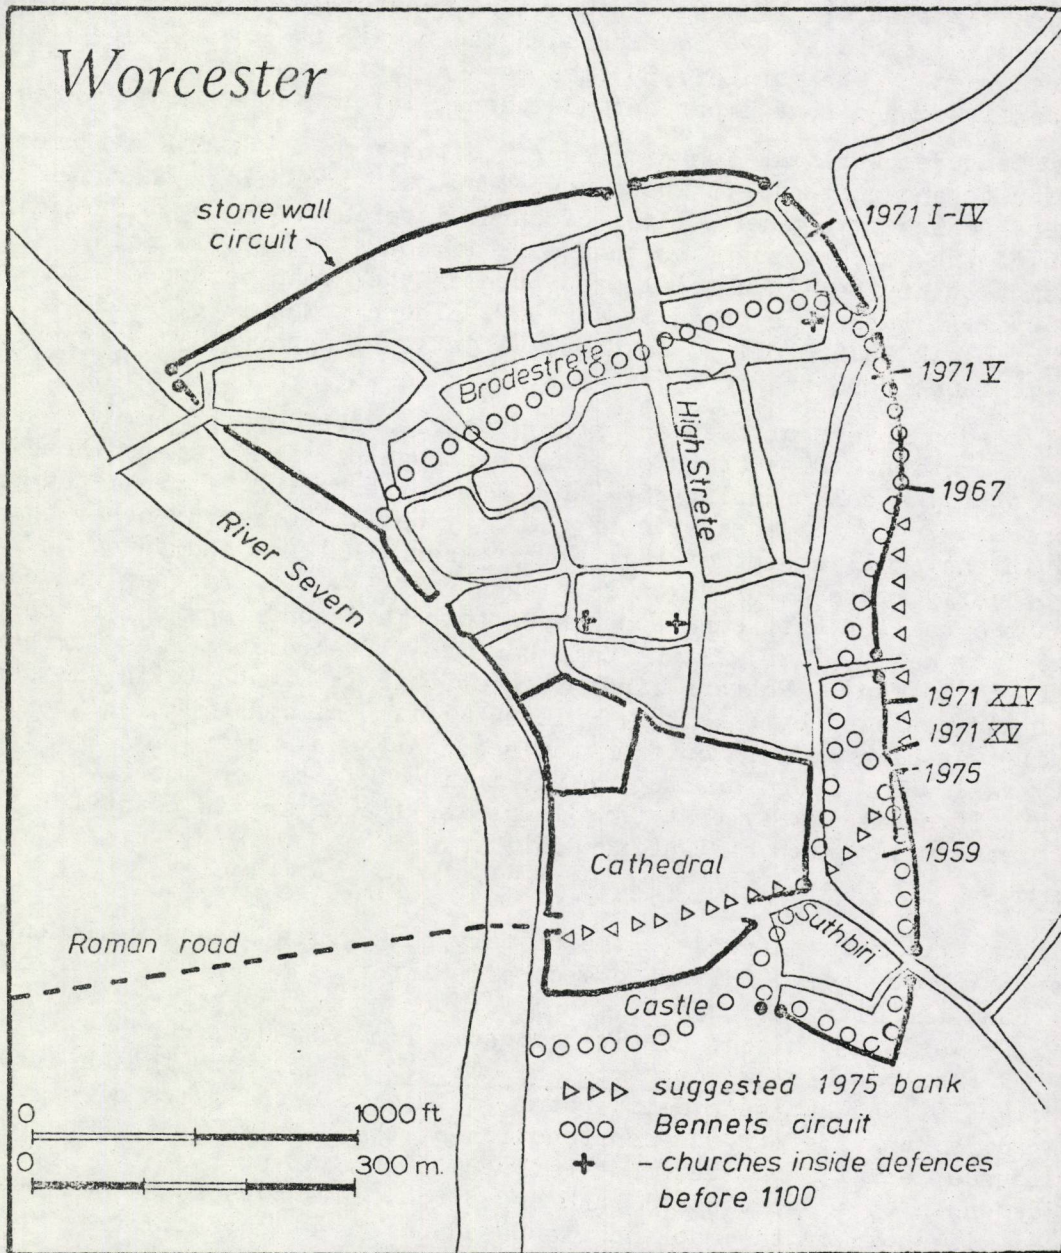 Worcester
stone wall
circuit
1971 I-IV
Brodestrete
1971 V
High Strete
1967
River Severn
1971 XIV
1971 XV
1975
1959
Cathedral
Roman road
Suthbiri
Castle
suggested 1975 bank
Bennets circuit
- churches inside defences
before 1100
0 1000 ft.
0 300 m.